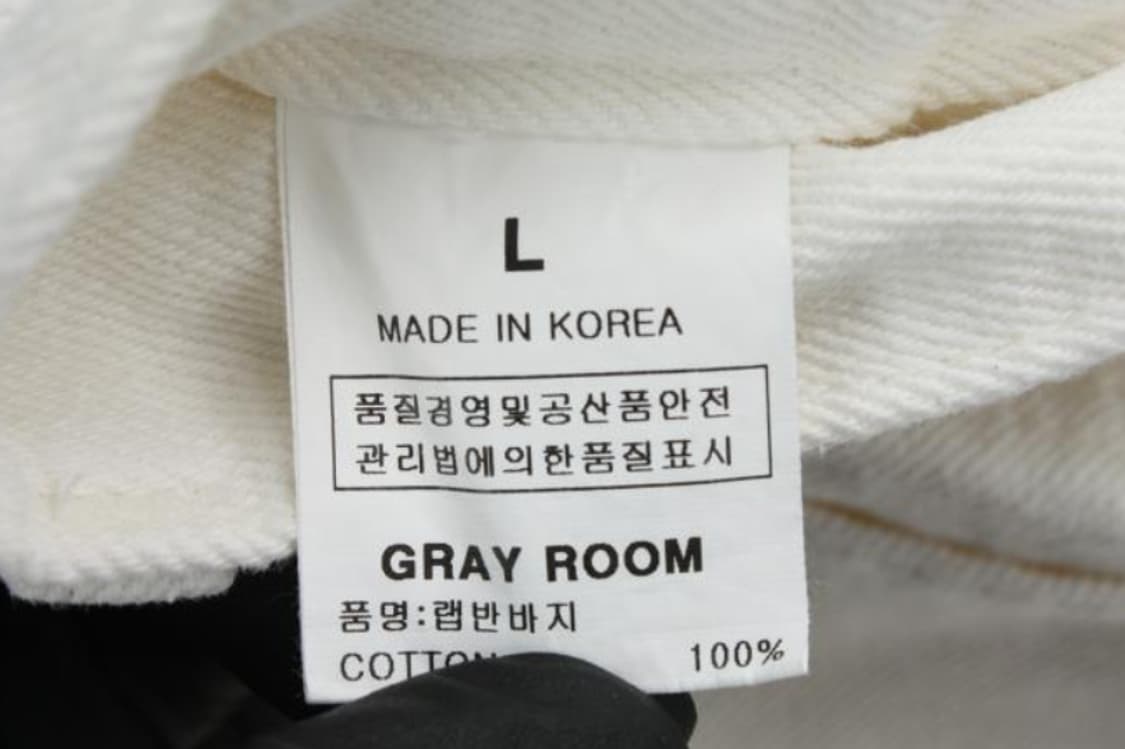 L
MADE IN KOREA
품질경영및공산품안전
관리법에의한품질표시
GRAY ROOM
품명:랩반바지
COTTON 100%